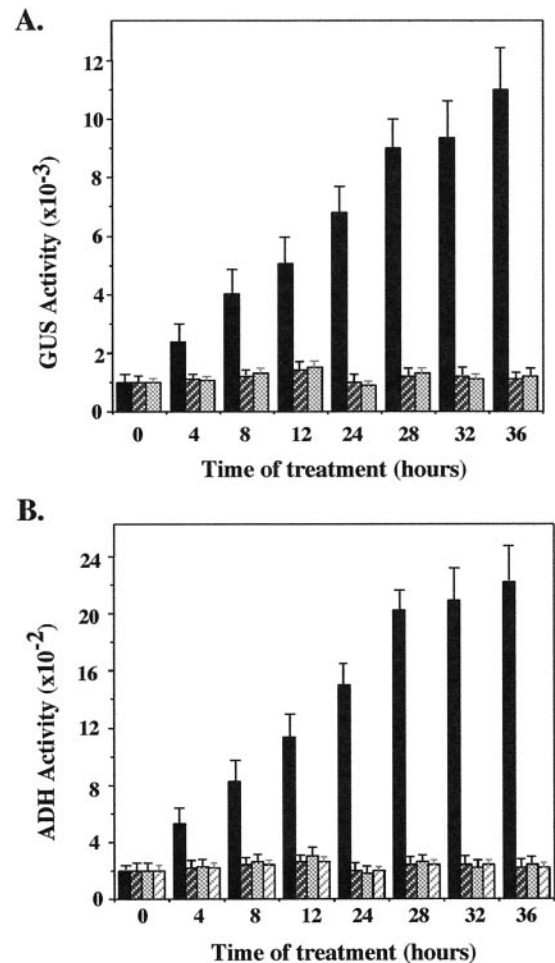 A.
12
10
8
6
4
2
0
GUS Activity (x10-3)
0 4 8 12 24 28 32 36
Time of treatment (hours)
B.
24
20
16
12
8
4
0
ADH Activity (x10-2)
0 4 8 12 24 28 32 36
Time of treatment (hours)